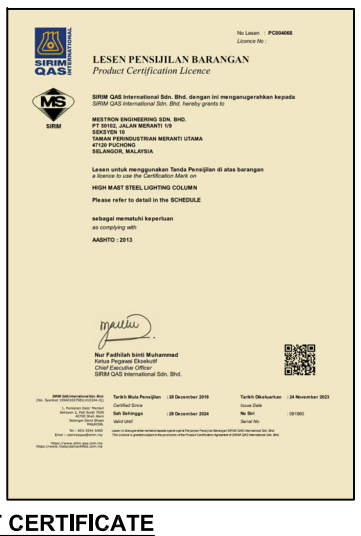 No Lesen : PC004068
Licence No :
SIRIM
QAS
INTERNATIONAL
LESEN PENSIJILAN BARANGAN
Product Certification Licence
MS
SIRIM
SIRIM QAS International Sdn. Bhd. dengan ini menganugerahkan kepada
SIRIM QAS International Sdn. Bhd. hereby grants to
MESTRON ENGINEERING SDN. BHD.
PT 50102, JALAN MERANTI 1/9
SEKSYEN 10
TAMAN PERINDUSTRIAN MERANTI UTAMA
47120 PUCHONG
SELANGOR, MALAYSIA
Lesen untuk menggunakan Tanda Pensijilan di atas barangan
a licence to use the Certification Mark on
HIGH MAST STEEL LIGHTING COLUMN
Please refer to detail in the SCHEDULE
sebagai mematuhi keperluan
as complying with
AASHTO : 2013
Nur Fadhilah binti Muhammad
Ketua Pegawai Eksekutif
Chief Executive Officer
SIRIM QAS International Sdn. Bhd.
SIRIM QAS International Sdn. Bhd.
Tarikh Mula Pensijilan : 28 December 2018
Certified Since
Sah Sehingga : 28 December 2024
Valid Until
Tarikh Dikeluarkan : 24 November 2023
Issue Date
No Siri
Serial No
CERTIFICATE